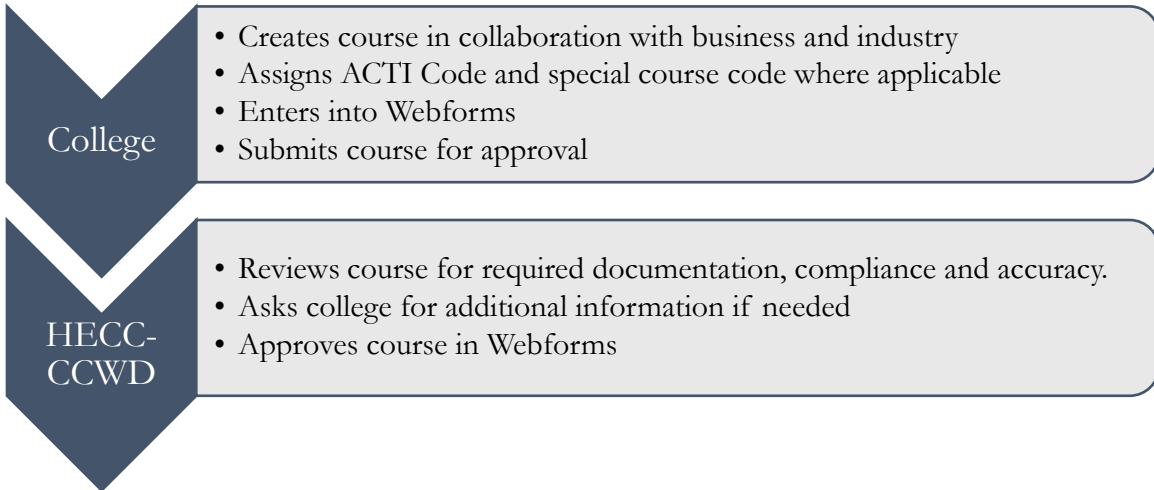 College
• Creates course in collaboration with business and industry
• Assigns ACTI Code and special course code where applicable
• Enters into Webforms
• Submits course for approval
HECC-
CCWD
• Reviews course for required documentation, compliance and accuracy.
• Asks college for additional information if needed
• Approves course in Webforms